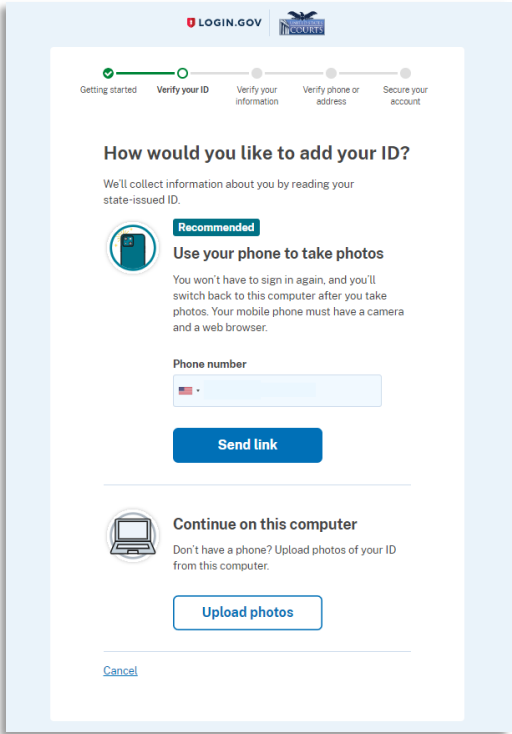 LOGIN.GOV
COURTS
Getting started
Verify your ID
Verify your
information
Verify phone or
address
Secure your
account
How would you like to add your ID?
We'll collect information about you by reading your
state-issued ID.
Recommended
Use your phone to take photos
You won't have to sign in again, and you'll
switch back to this computer after you take
photos. Your mobile phone must have a camera
and a web browser.
Phone number
Send link
Continue on this computer
Don't have a phone? Upload photos of your ID
from this computer.
Upload photos
Cancel